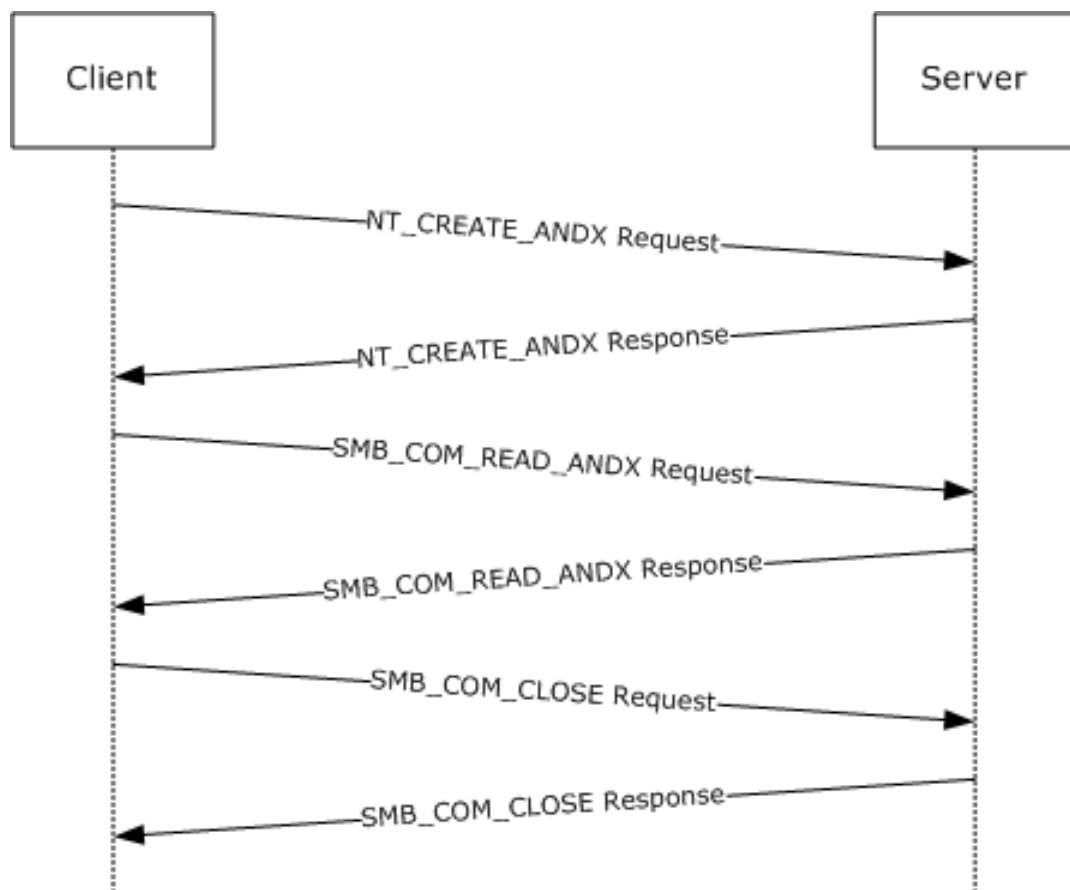 Client
Server
NT_CREATE_ANDX Request
NT_CREATE_ANDX Response
SMB_COM_READ_ANDX Request
SMB_COM_READ_ANDX Response
SMB_COM_CLOSE Request
SMB_COM_CLOSE Response